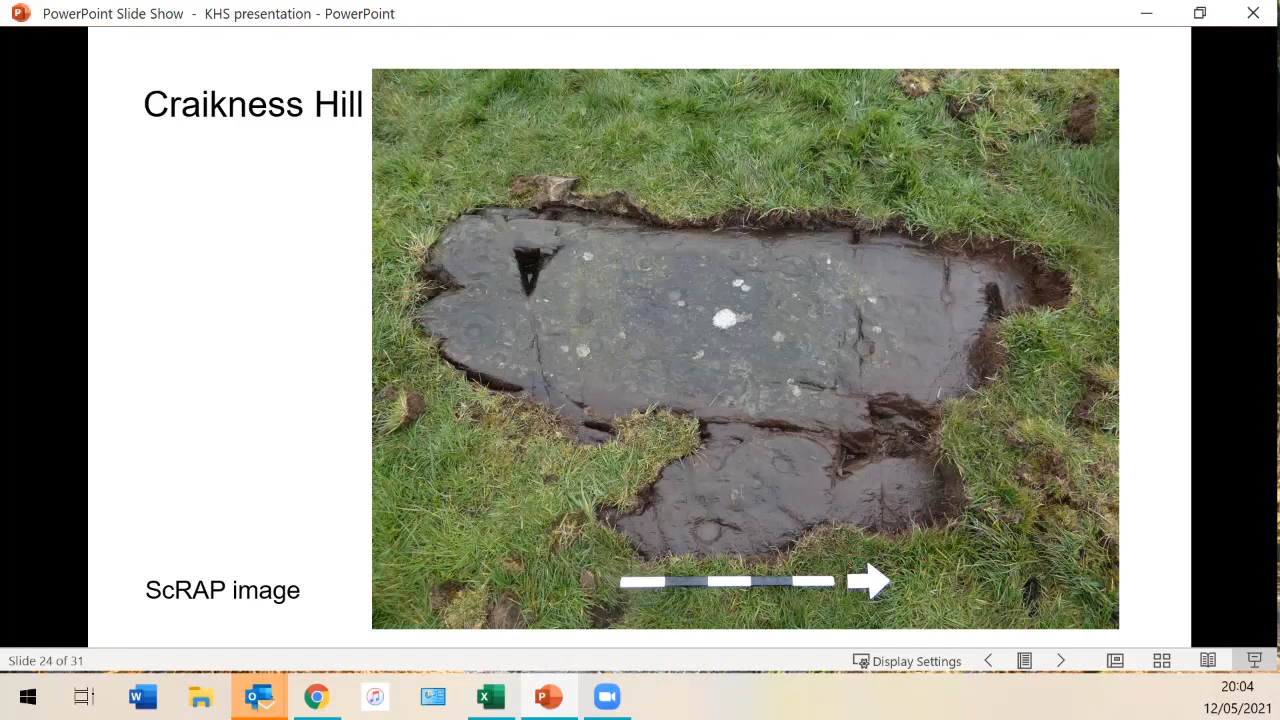 PowerPoint Slide Show - KHS presentation - PowerPoint
Craikness Hill
ScRAP image
Slide 24 of 31
Display Settings
20:04
12/05/2021